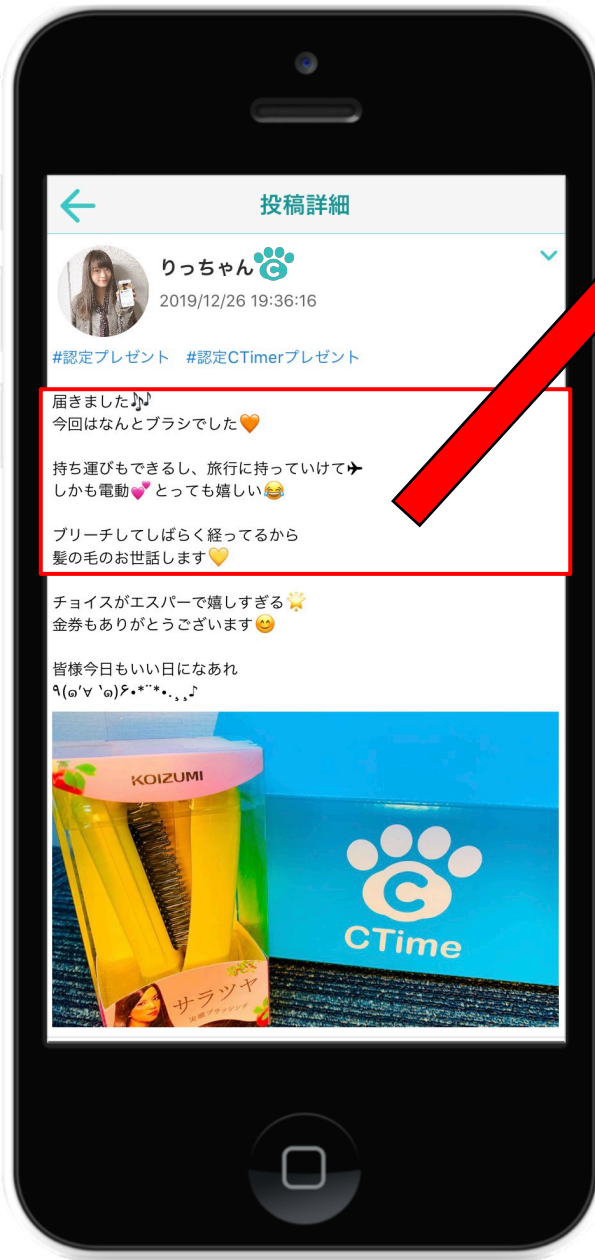 投稿詳細
りっちゃん
2019/12/26 19:36:16
#認定プレゼント #認定CTimerプレゼント
届きました🎶
今回はなんとブラシでした🧡
持ち運びもできるし、旅行に持っていけて✈
しかも電動💕とっても嬉しい😂
ブリーチしてしばらく経ってるから
髪の毛のお世話します💛
チョイスがエスパーで嬉しすぎる🌟
金券もありがとうございます😊
皆様今日もいい日になあれ
٩(๑′∀ ‵๑)۶•*¨*•.¸¸♪
KOIZUMI
C
CTime
サラツヤ